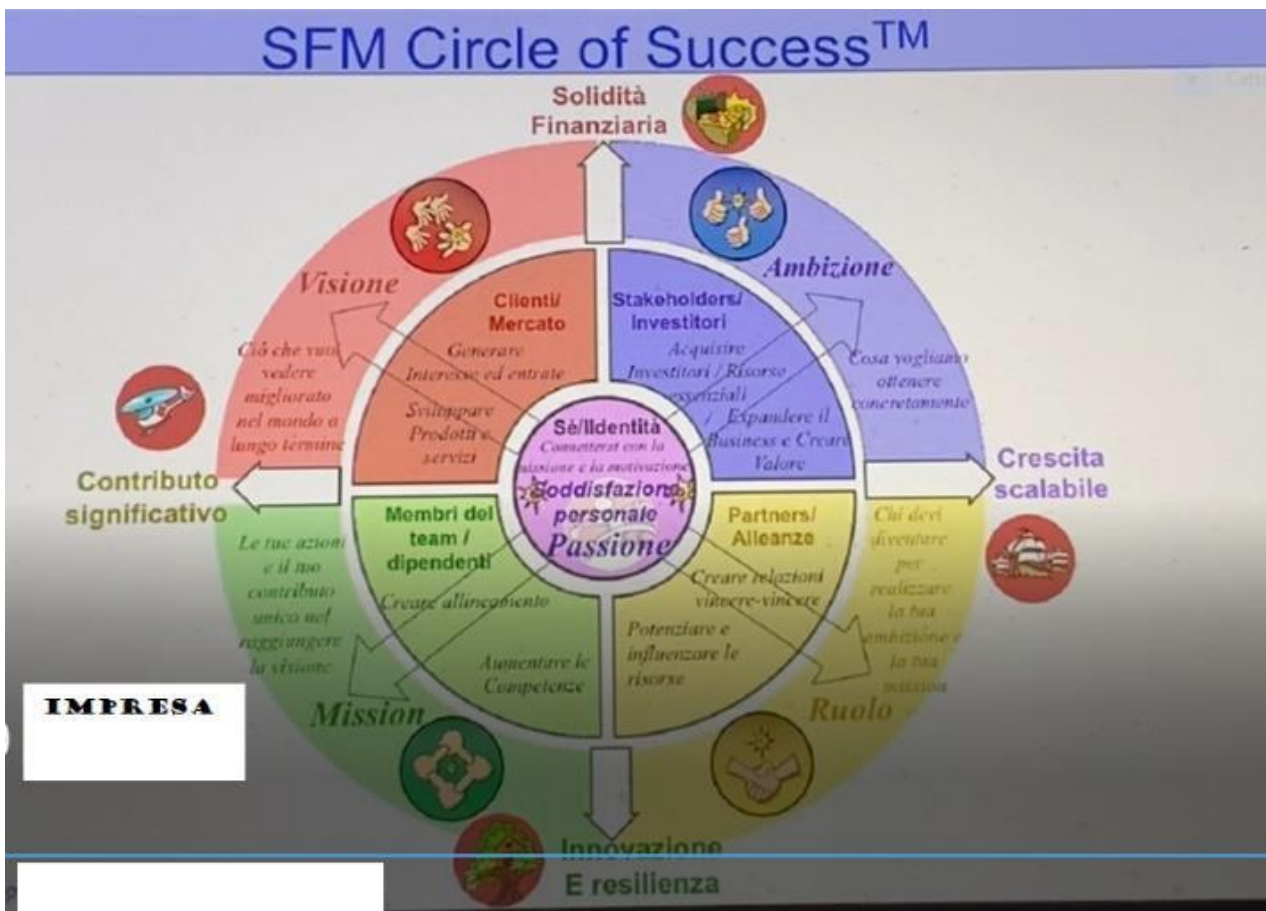 SFM Circle of Success™
Solidità
Finanziaria
Visione
Ambizione
Clienti/
Mercato
Generare
Interesse ed entrate
Sviluppare
Prodotti e
servizi
Stakeholders/
Investitori
Acquisire
Investitori / Risorse
essenziali
/ Expandere il
Business e Creare
Valore
Ciò che vuoi
vedere
migliorato
nel mondo a
lungo termine
Cosa vogliamo
ottenere
concretamente
Sé/IIdentità
Connettersi con la
missione e la motivazione
Soddisfazione
personale
Passione
Contributo
significativo
Crescita
scalabile
Membri del
team /
dipendenti
Creare allineamento
Aumentare le
Competenze
Partners/
Alleanze
Creare relazioni
vincere-vincere
Potenziare e
influenzare le
risorse
Le tue azioni
e il tuo
contributo
unico nel
raggiungere
la visione
Chi devi
diventare
per
realizzare
la tua
ambizione e
la tua
mission
Mission
Ruolo
IMPRESA
Innovazione
E resilienza